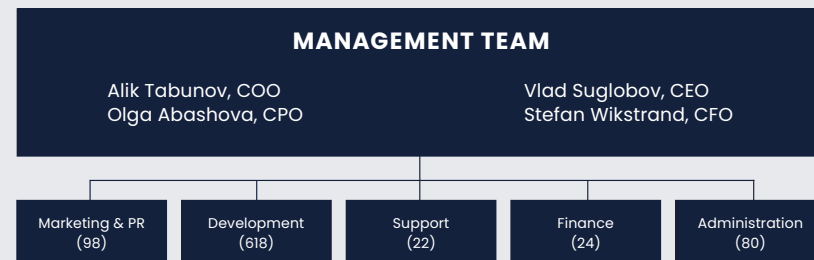 MANAGEMENT TEAM
Alik Tabunov, COO
Olga Abashova, CPO
Vlad Suglobov, CEO
Stefan Wikstrand, CFO
Marketing & PR
(98)
Development
(618)
Support
(22)
Finance
(24)
Administration
(80)